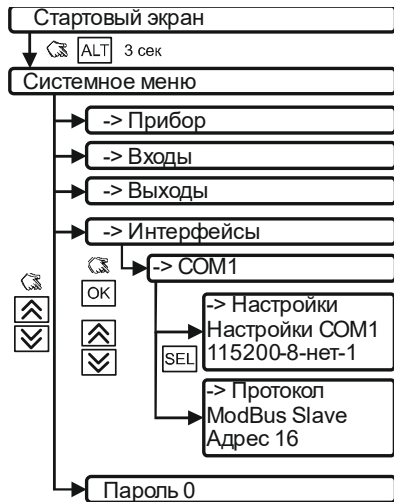 Стартовый экран
ALT 3 сек
Системное меню
-> Прибор
-> Входы
-> Выходы
-> Интерфейсы
-> COM1
OK
-> Настройки
Настройки COM1
115200-8-нет-1
SEL
-> Протокол
ModBus Slave
Адрес 16
Пароль 0